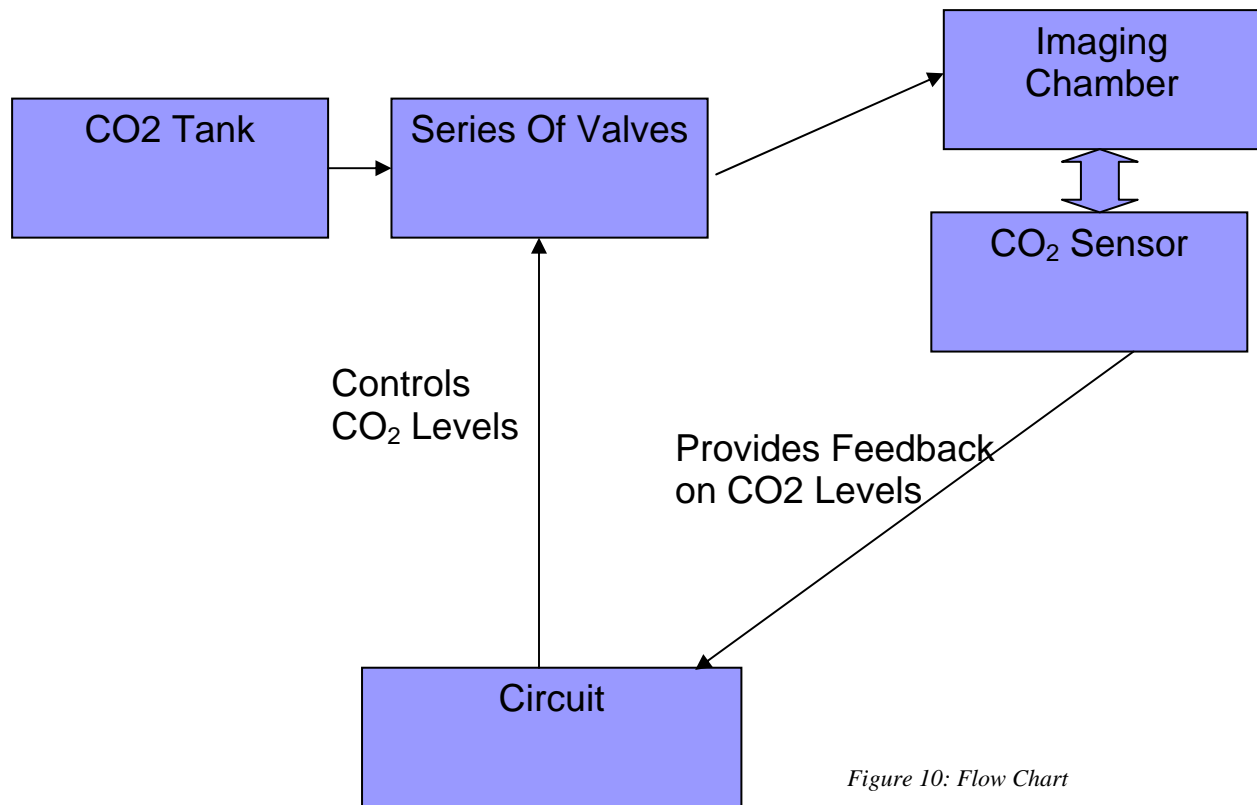 Imaging
Chamber
CO2 Tank
Series Of Valves
CO₂ Sensor
Controls
CO₂ Levels
Provides Feedback
on CO2 Levels
Circuit
Figure 10: Flow Chart